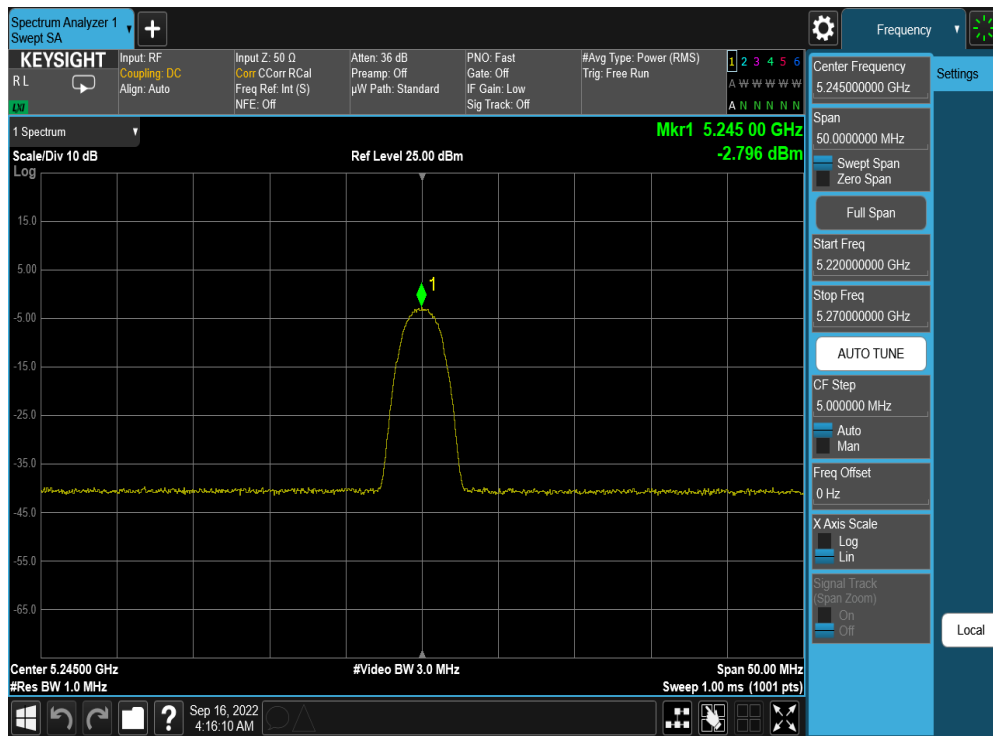 Spectrum Analyzer 1
Swept SA
Frequency
KEYSIGHT
R L
LXI
Input: RF
Coupling: DC
Align: Auto
Input Z: 50 Ω
Corr CCorr RCal
Freq Ref: Int (S)
NFE: Off
Atten: 36 dB
Preamp: Off
µW Path: Standard
PNO: Fast
Gate: Off
IF Gain: Low
Sig Track: Off
#Avg Type: Power (RMS)
Trig: Free Run
1 2 3 4 5 6
A W W W W W
A N N N N N
1 Spectrum
Scale/Div 10 dB
Log
Ref Level 25.00 dBm
Mkr1 5.245 00 GHz
-2.796 dBm
15.0
5.00
-5.00
-15.0
-25.0
-35.0
-45.0
-55.0
-65.0
1
Center 5.24500 GHz
#Res BW 1.0 MHz
#Video BW 3.0 MHz
Span 50.00 MHz
Sweep 1.00 ms (1001 pts)
Center Frequency
5.245000000 GHz
Span
50.0000000 MHz
Swept Span
Zero Span
Full Span
Start Freq
5.220000000 GHz
Stop Freq
5.270000000 GHz
AUTO TUNE
CF Step
5.000000 MHz
Auto
Man
Freq Offset
0 Hz
X Axis Scale
Log
Lin
Signal Track
(Span Zoom)
On
Off
Settings
Local
?
Sep 16, 2022
4:16:10 AM